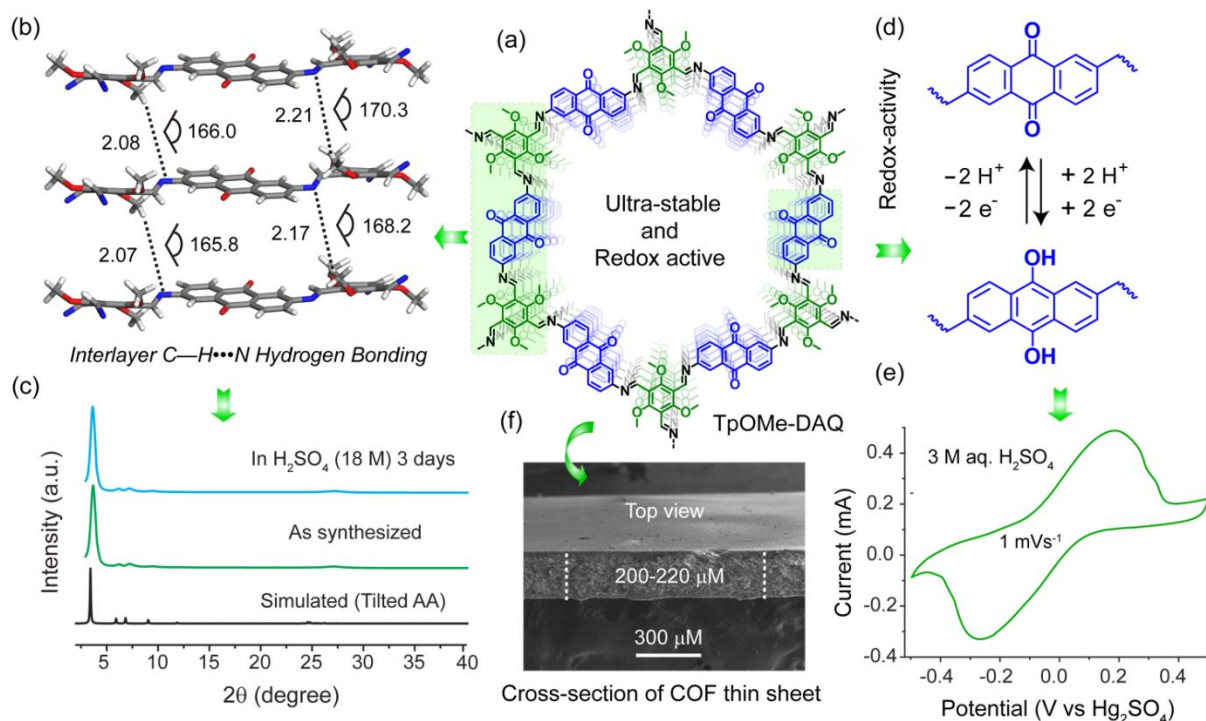 (b)
2.08
166.0
2.21
170.3
2.07
165.8
2.17
168.2
Interlayer C—H•••N Hydrogen Bonding
(a)
Ultra-stable
and
Redox active
TpOMe-DAQ
(d)
Redox-activity
O
O
−2 H⁺
−2 e⁻
+ 2 H⁺
+ 2 e⁻
OH
OH
(c)
Intensity (a.u.)
In H₂SO₄ (18 M) 3 days
As synthesized
Simulated (Tilted AA)
5 10 15 20 25 30 35 40
2θ (degree)
(f)
Top view
200-220 μM
300 μM
Cross-section of COF thin sheet
(e)
Current (mA)
0.4
0.2
0.0
-0.2
-0.4
3 M aq. H₂SO₄
1 mVs⁻¹
-0.4 -0.2 0.0 0.2 0.4
Potential (V vs Hg₂SO₄)